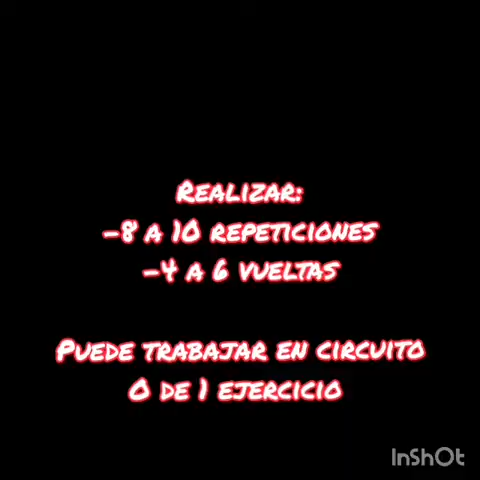 Realizar:
-8 a 10 repeticiones
-4 a 6 vueltas
Puede trabajar en circuito
O de 1 ejercicio
InShOt